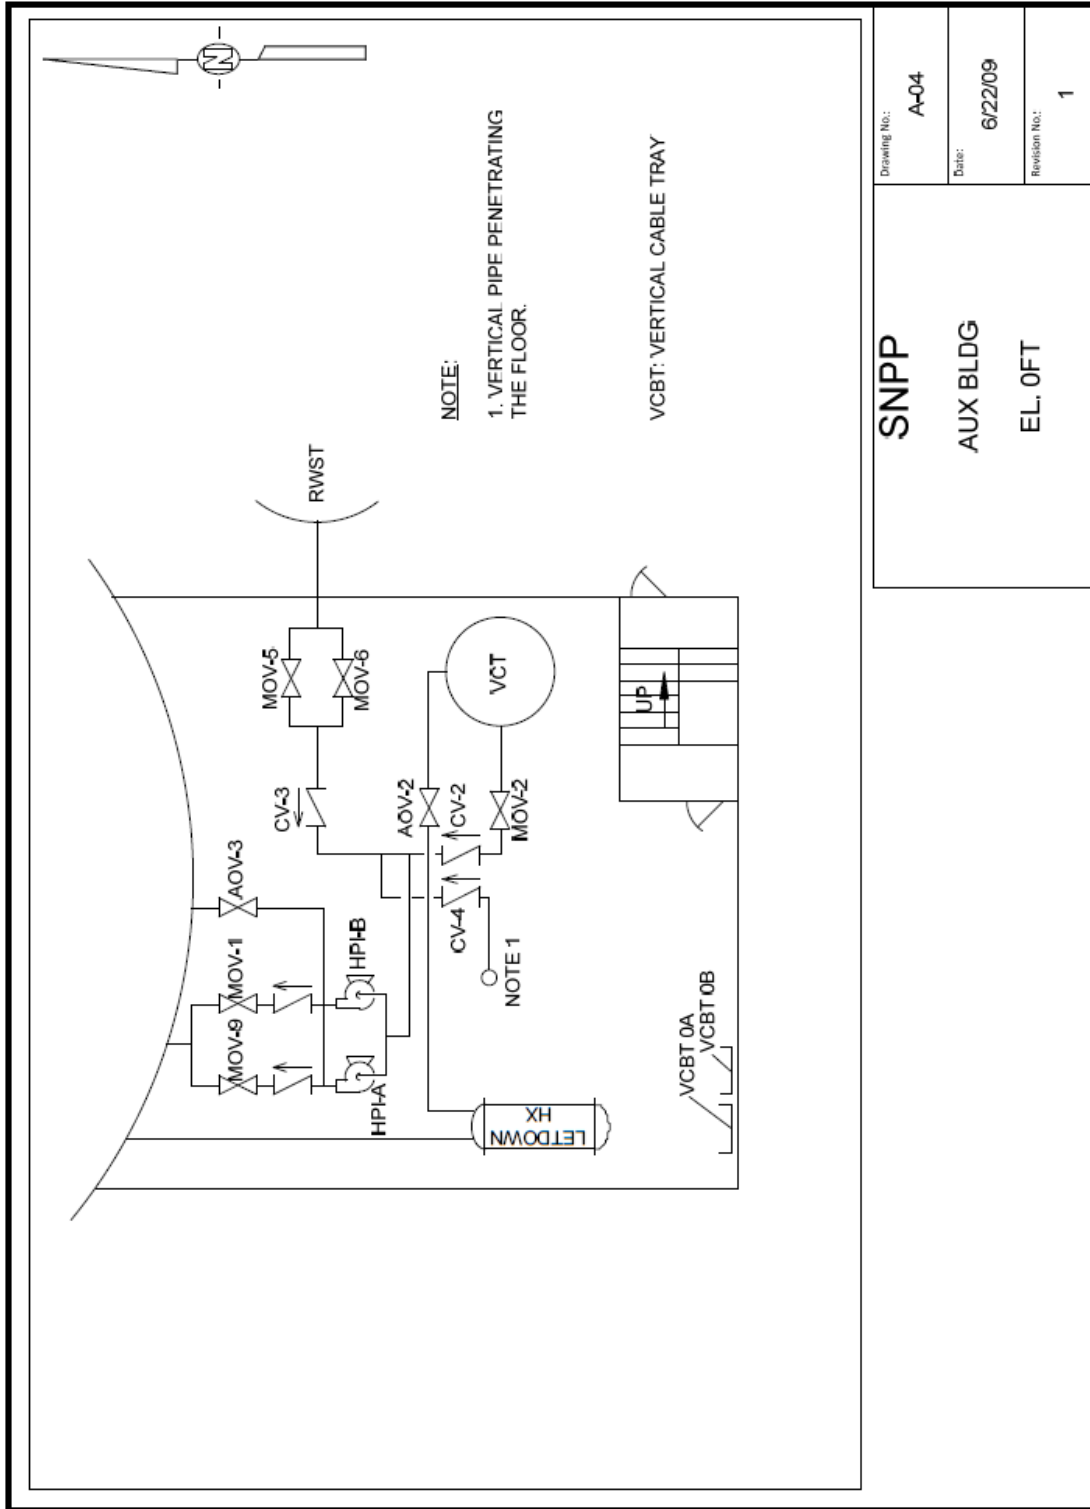 N
NOTE:
1. VERTICAL PIPE PENETRATING
THE FLOOR.
VCBT: VERTICAL CABLE TRAY
RWST
MOV-5
MOV-6
VCT
UP
CV-3
AOV-2
CV-2
MOV-2
AOV-3
CV-4
NOTE 1
MOV-1
MOV-9
HPI-B
HPI-A
LETDOWN
HX
VCBT 0A
VCBT 0B
SNPP
AUX BLDG
EL. 0FT
Drawing No.:
A-04
Date:
6/22/09
Revision No.:
1